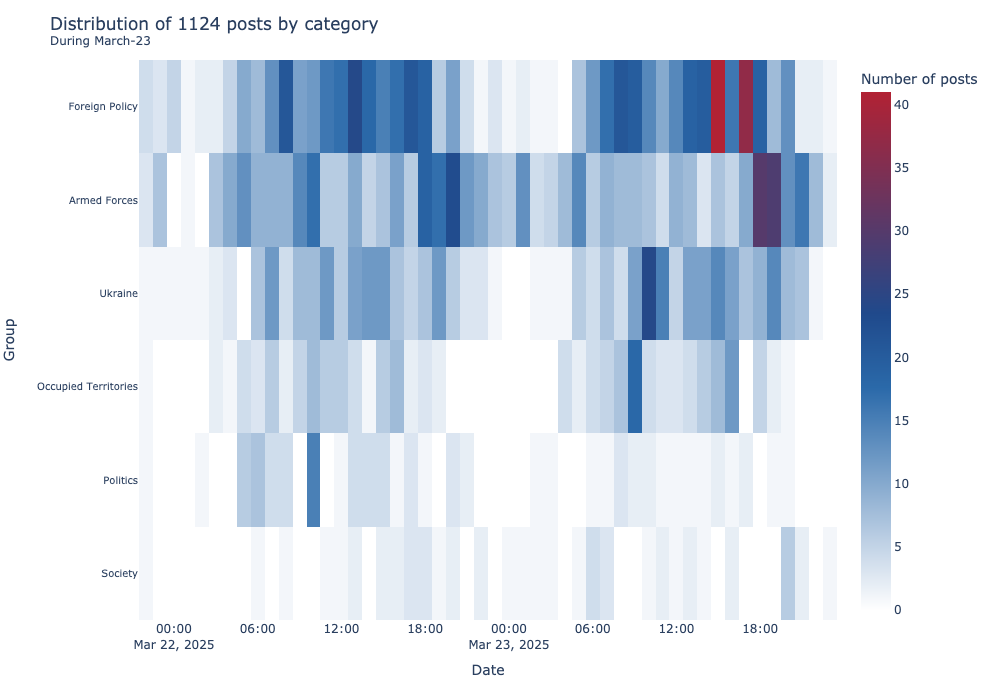 Distribution of 1124 posts by category
During March-23
Number of posts
Foreign Policy
Armed Forces
Ukraine
Occupied Territories
Politics
Society
Group
40
35
30
25
20
15
10
5
0
00:00 06:00 12:00 18:00 00:00 06:00 12:00 18:00
Mar 22, 2025 Mar 23, 2025
Date